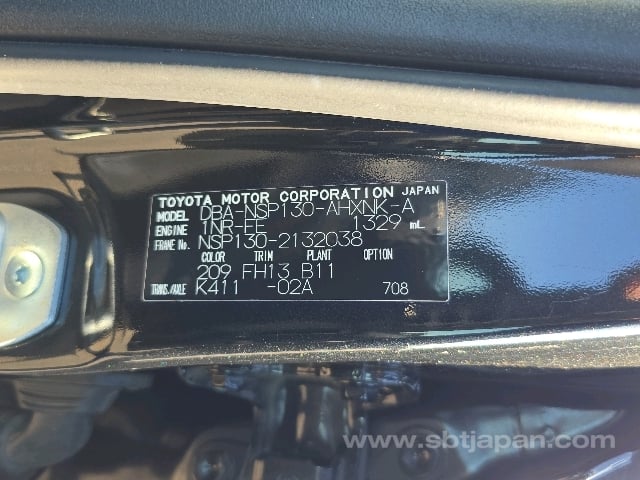 TOYOTA MOTOR CORPORATION JAPAN
MODEL DBA-NSP130-AHXNK-A
ENGINE 1NR-FE 1329 mL
FRAME No. NSP130-2132038
COLOR TRIM PLANT OPTION
209 FH13 B11
TRANS./AXLE K411 -02A 708
www.sbtjapan.com